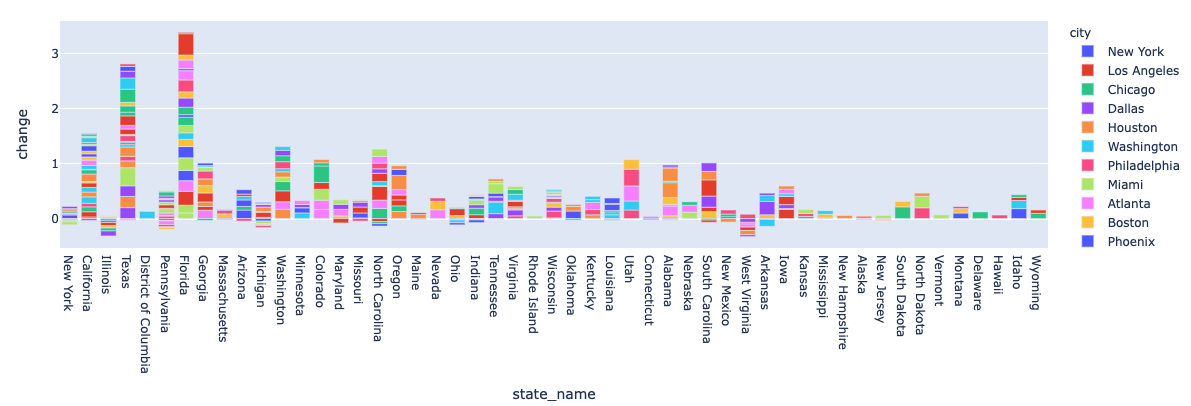 city
New York
Los Angeles
Chicago
Dallas
Houston
Washington
Philadelphia
Miami
Atlanta
Boston
Phoenix
change
3
2
1
0
New York
California
Illinois
Texas
District of Columbia
Pennsylvania
Florida
Georgia
Massachusetts
Arizona
Michigan
Washington
Minnesota
Colorado
Maryland
Missouri
North Carolina
Oregon
Maine
Nevada
Ohio
Indiana
Tennessee
Virginia
Rhode Island
Wisconsin
Oklahoma
Kentucky
Louisiana
Utah
Connecticut
Alabama
Nebraska
South Carolina
New Mexico
West Virginia
Arkansas
Iowa
Kansas
Mississippi
New Hampshire
Alaska
New Jersey
South Dakota
North Dakota
Vermont
Montana
Delaware
Hawaii
Idaho
Wyoming
state_name